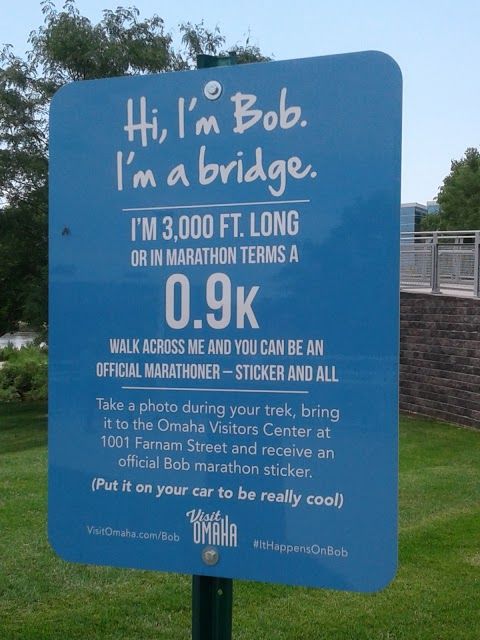 Hi, I'm Bob.
I'm a bridge.
I'M 3,000 FT. LONG
OR IN MARATHON TERMS A
0.9K
WALK ACROSS ME AND YOU CAN BE AN
OFFICIAL MARATHONER – STICKER AND ALL
Take a photo during your trek, bring
it to the Omaha Visitors Center at
1001 Farnam Street and receive an
official Bob marathon sticker.
(Put it on your car to be really cool)
VisitOmaha.com/Bob
Visit
OMAHA
#ItHappensOnBob